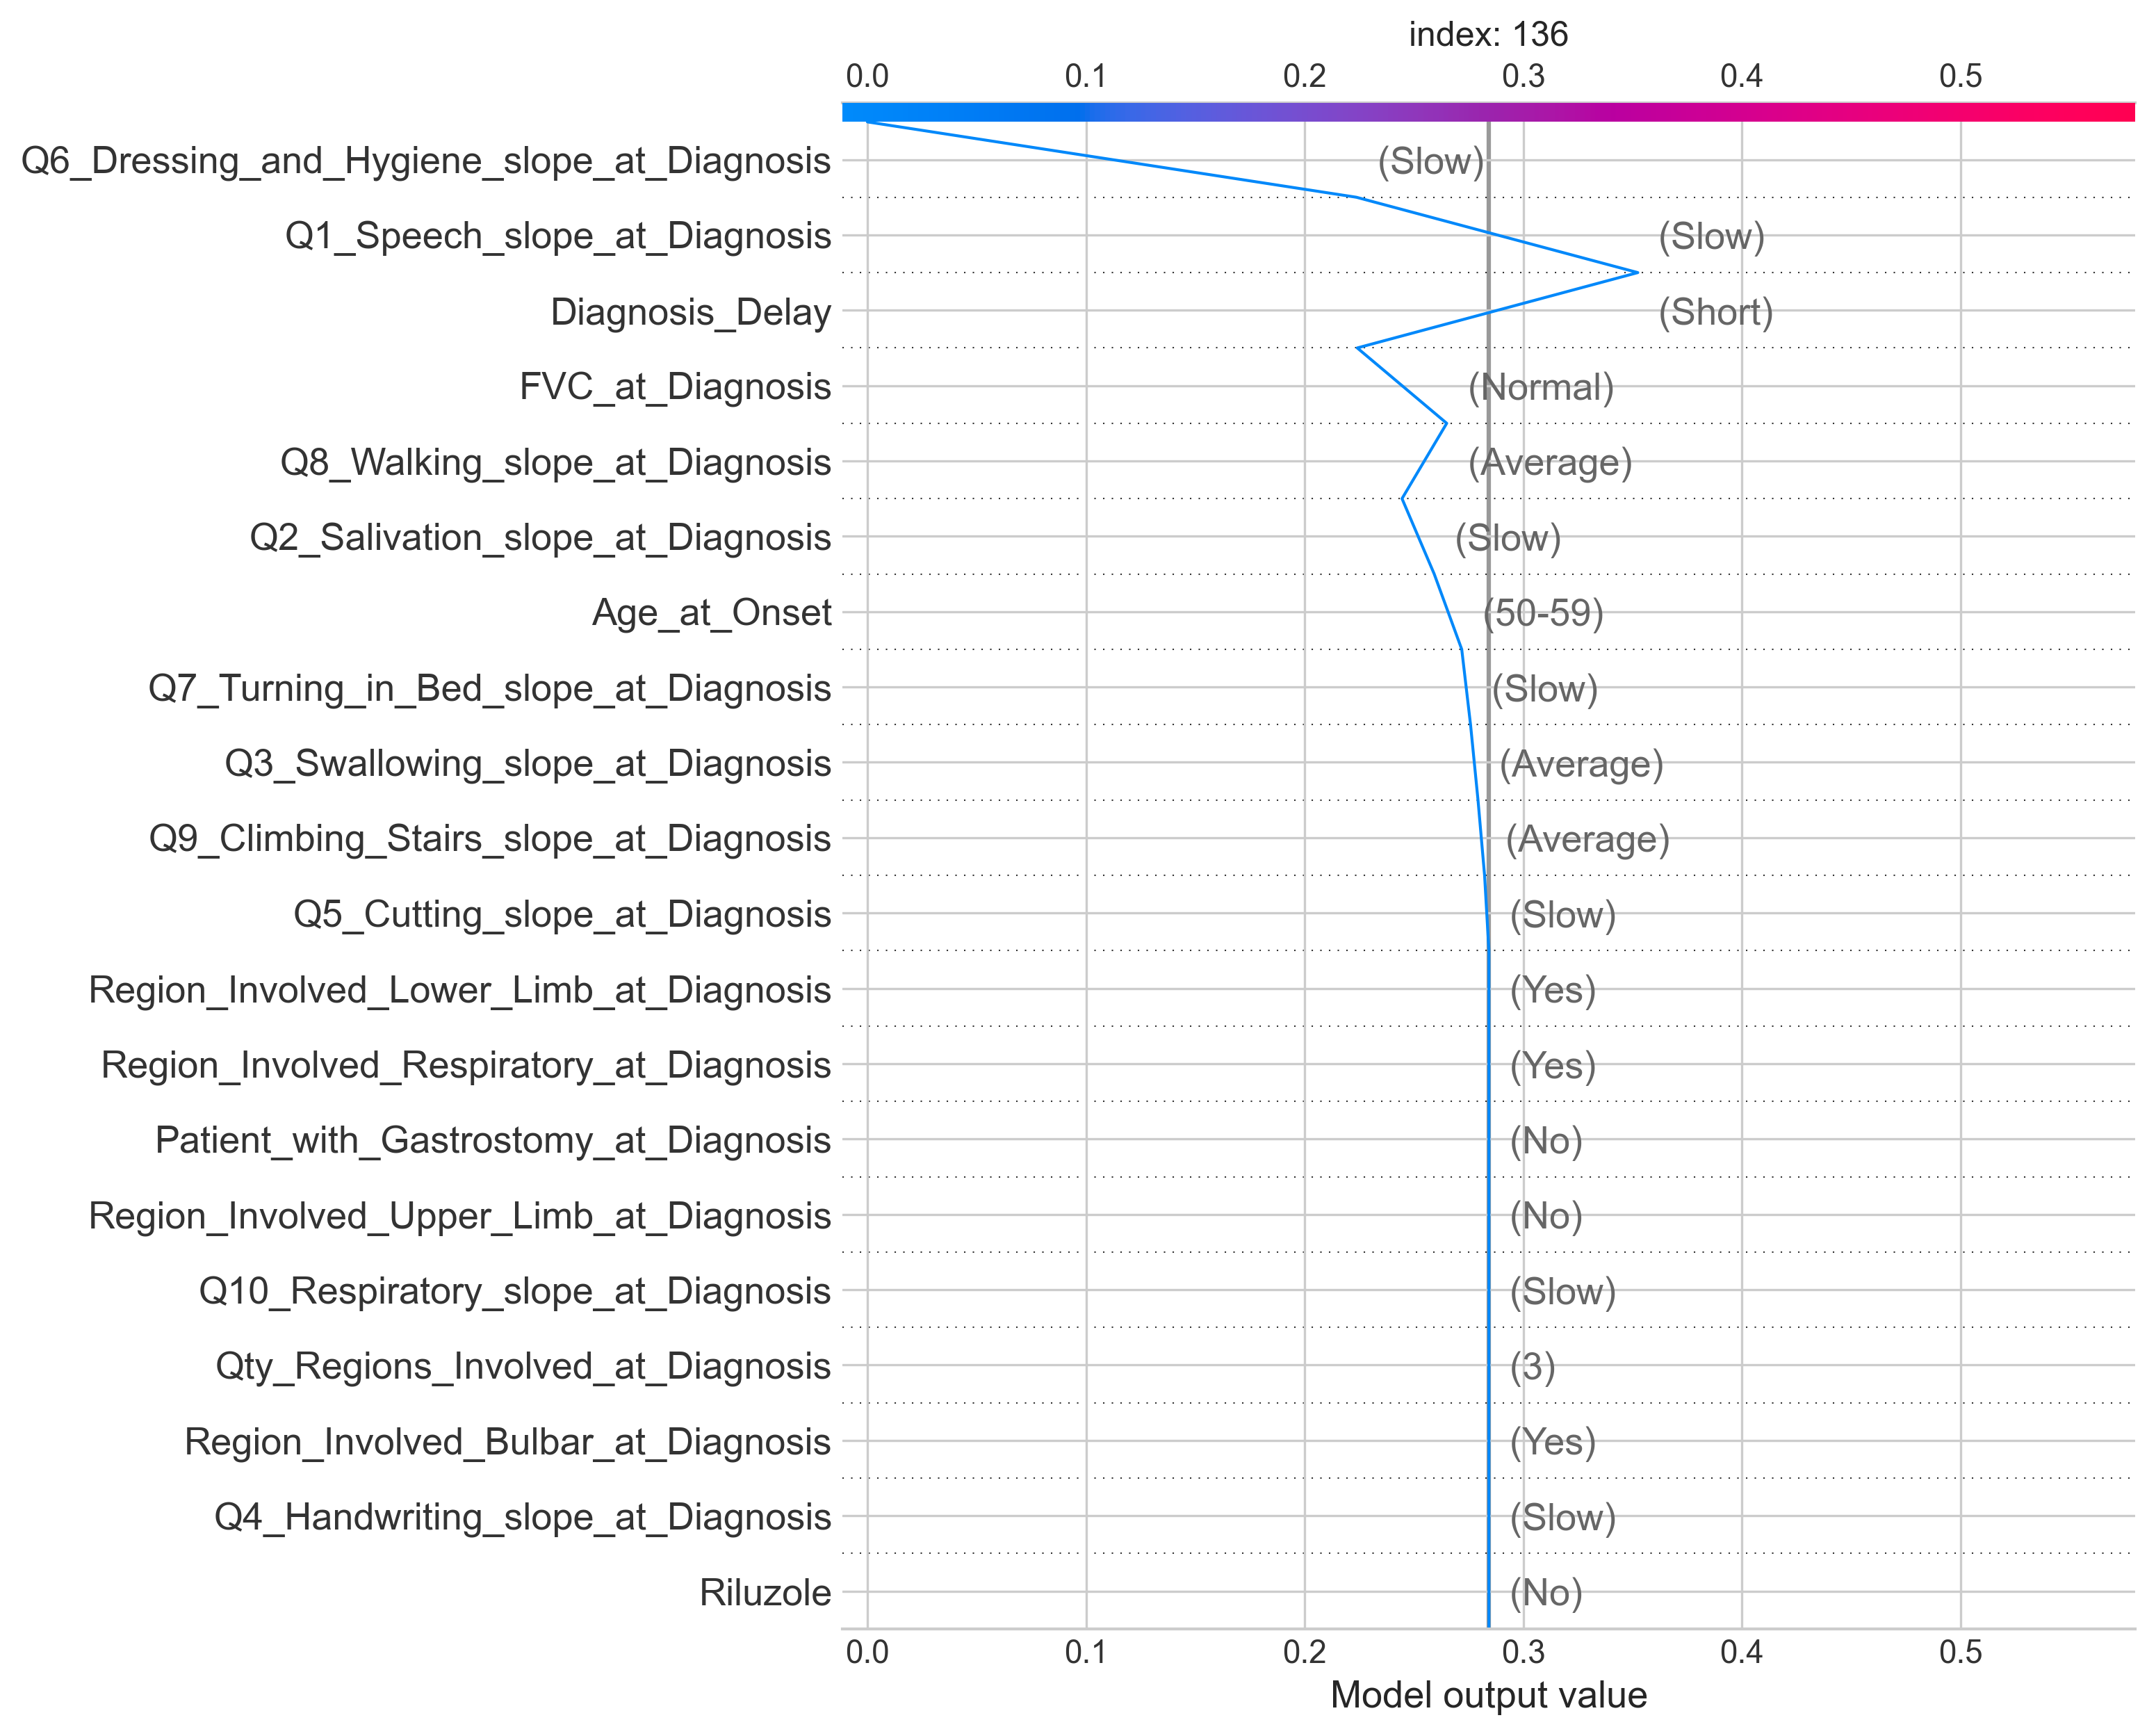 index: 136
0.0 0.1 0.2 0.3 0.4 0.5
Q6_Dressing_and_Hygiene_slope_at_Diagnosis (Slow)
Q1_Speech_slope_at_Diagnosis (Slow)
Diagnosis_Delay (Short)
FVC_at_Diagnosis (Normal)
Q8_Walking_slope_at_Diagnosis (Average)
Q2_Salivation_slope_at_Diagnosis (Slow)
Age_at_Onset (50-59)
Q7_Turning_in_Bed_slope_at_Diagnosis (Slow)
Q3_Swallowing_slope_at_Diagnosis (Average)
Q9_Climbing_Stairs_slope_at_Diagnosis (Average)
Q5_Cutting_slope_at_Diagnosis (Slow)
Region_Involved_Lower_Limb_at_Diagnosis (Yes)
Region_Involved_Respiratory_at_Diagnosis (Yes)
Patient_with_Gastrostomy_at_Diagnosis (No)
Region_Involved_Upper_Limb_at_Diagnosis (No)
Q10_Respiratory_slope_at_Diagnosis (Slow)
Qty_Regions_Involved_at_Diagnosis (3)
Region_Involved_Bulbar_at_Diagnosis (Yes)
Q4_Handwriting_slope_at_Diagnosis (Slow)
Riluzole (No)
0.0 0.1 0.2 0.3 0.4 0.5
Model output value